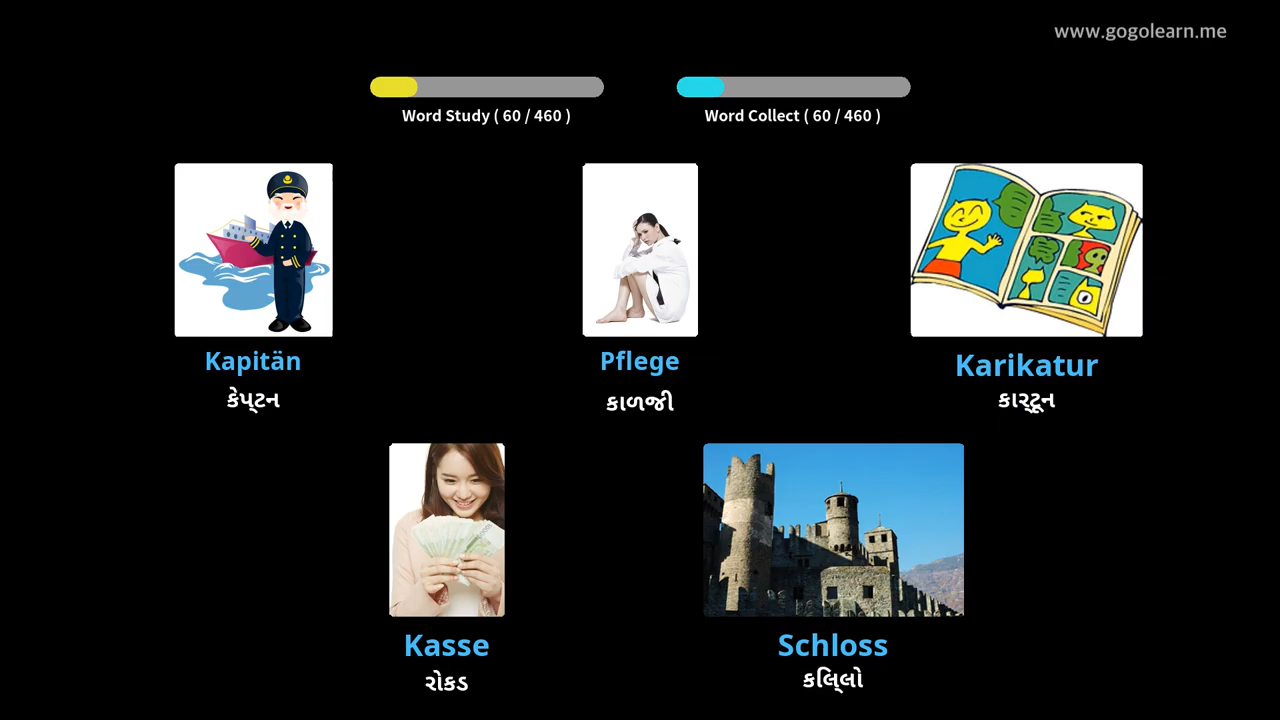 www.gogolearn.me
Word Study ( 60 / 460 )
Word Collect ( 60 / 460 )
Kapitän
કેપ્ટન
Pflege
કાળજી
Karikatur
કાર્ટૂન
Kasse
રોકડ
Schloss
કિલ્લો